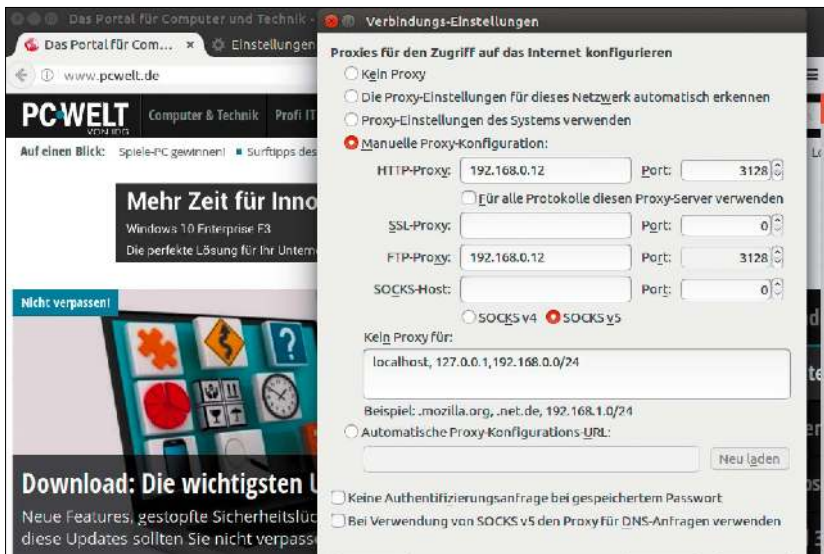 Das Portal für Computer und Technik -
Das Portal für Com... ×
Einstellungen
www.pcwelt.de
PC WELT
VON IDG
Computer & Technik
Profi IT
Auf einen Blick: Spiele-PC gewinnen! ■ Surftipps des
Mehr Zeit für Inno
Windows 10 Enterprise E3
Die perfekte Lösung für Ihr Untern
Nicht verpassen!
Download: Die wichtigsten U
Neue Features, gestopfte Sicherheitslüc
diese Updates sollten Sie nicht verpass
Verbindungs-Einstellungen
Proxies für den Zugriff auf das Internet konfigurieren
Kein Proxy
Die Proxy-Einstellungen für dieses Netzwerk automatisch erkennen
Proxy-Einstellungen des Systems verwenden
Manuelle Proxy-Konfiguration:
HTTP-Proxy: 192.168.0.12 Port: 3128
Für alle Protokolle diesen Proxy-Server verwenden
SSL-Proxy: Port: 0
FTP-Proxy: 192.168.0.12 Port: 3128
SOCKS-Host: Port: 0
SOCKS v4 SOCKS v5
Kein Proxy für:
localhost, 127.0.0.1,192.168.0.0/24
Beispiel: .mozilla.org, .net.de, 192.168.1.0/24
Automatische Proxy-Konfigurations-URL:
Neu laden
Keine Authentifizierungsanfrage bei gespeichertem Passwort
Bei Verwendung von SOCKS v5 den Proxy für DNS-Anfragen verwenden